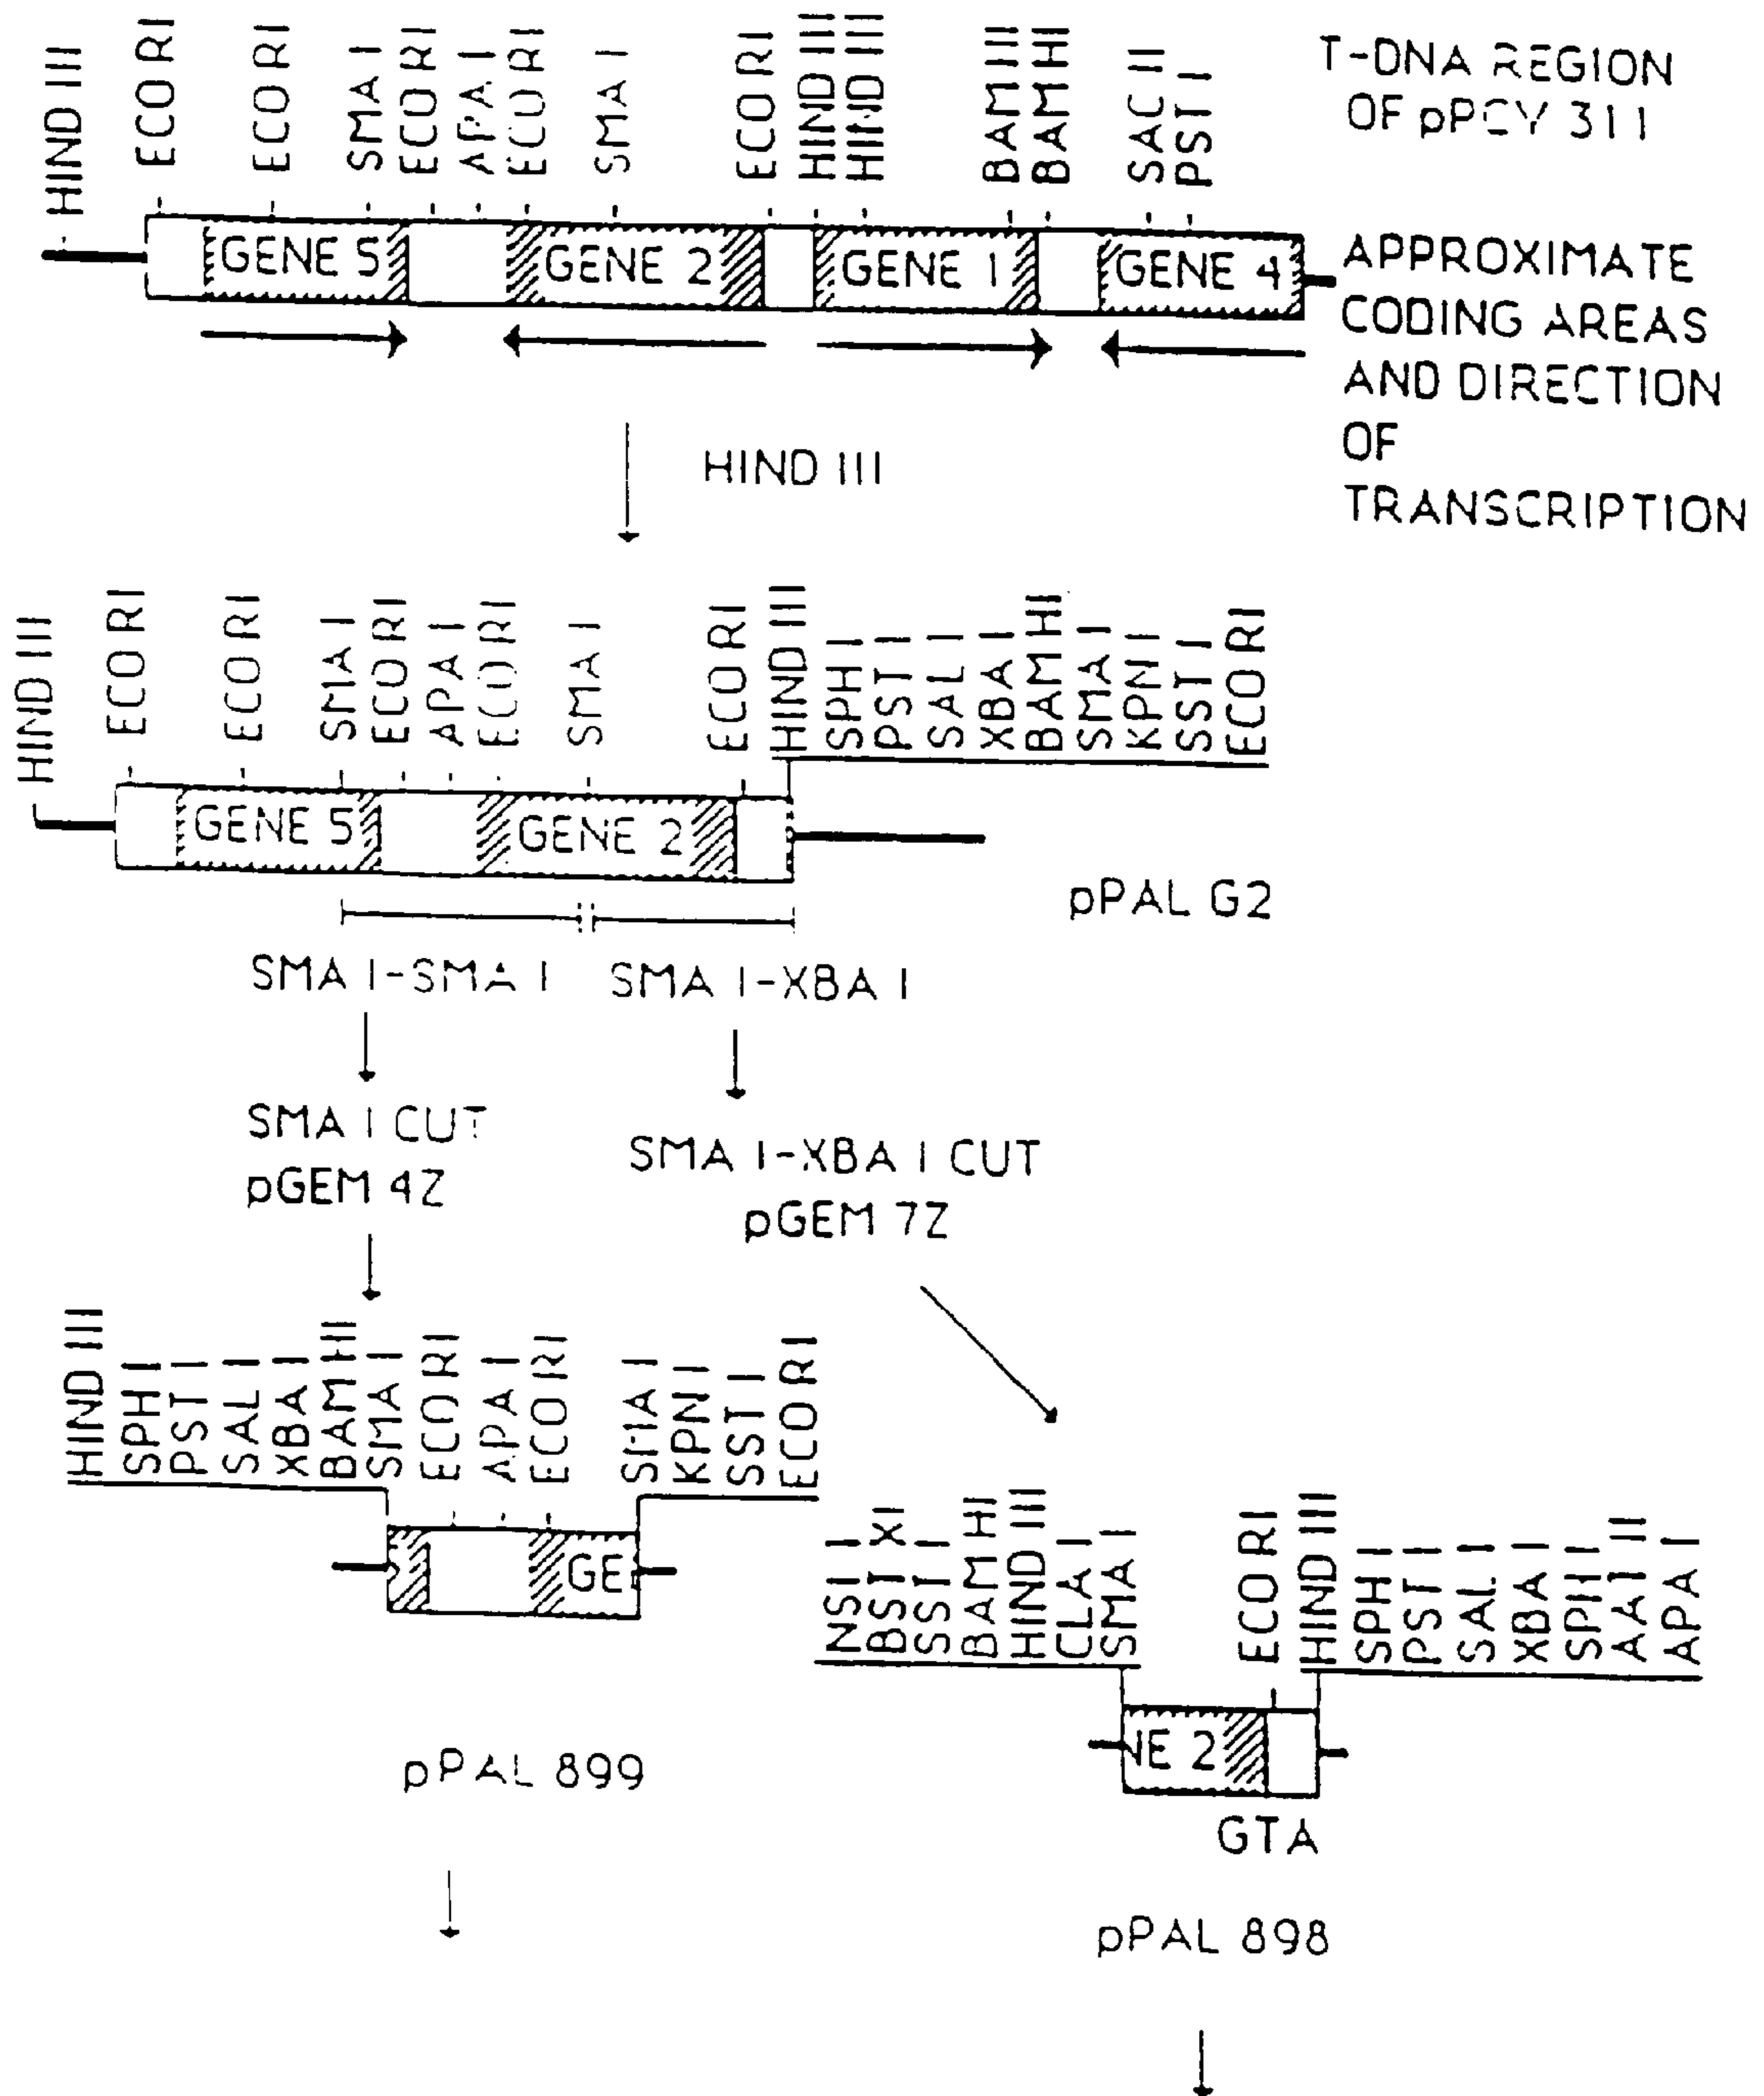 HIND III
ECO RI
ECO RI
SMA I
ECO RI
APA I
ECO RI
SMA I
ECO RI
HIND III
HIND III
BAM HI
SAC II
PST I
T-DNA REGION
OF pPCV 311
GENE 5
GENE 2
GENE 1
GENE 4
APPROXIMATE
CODING AREAS
AND DIRECTION
OF
TRANSCRIPTION
HIND III
HIND III
ECO RI
ECO RI
SMA I
ECO RI
APA I
ECO RI
SMA I
ECO RI
HIND III
SPH I
PST I
SAL I
XBA I
BAM HI
SMA I
KPN I
SST I
ECO RI
GENE 5
GENE 2
pPAL G2
SMA I-SMA I
SMA I-XBA I
SMA I CUT
pGEM 4Z
SMA I-XBA I CUT
pGEM 7Z
HIND III
SPH I
PST I
SAL I
XBA I
BAM HI
SMA I
ECO RI
APA I
ECO RI
SMA I
KPN I
SST I
ECO RI
GE
NSI I
BST XI
SST I
BAM HI
HIND III
CLA I
SMA I
ECO RI
HIND III
SPH I
PST I
SAL I
XBA I
SPH I
AAT II
APA I
NE 2
GTA
pPAL 899
pPAL 898